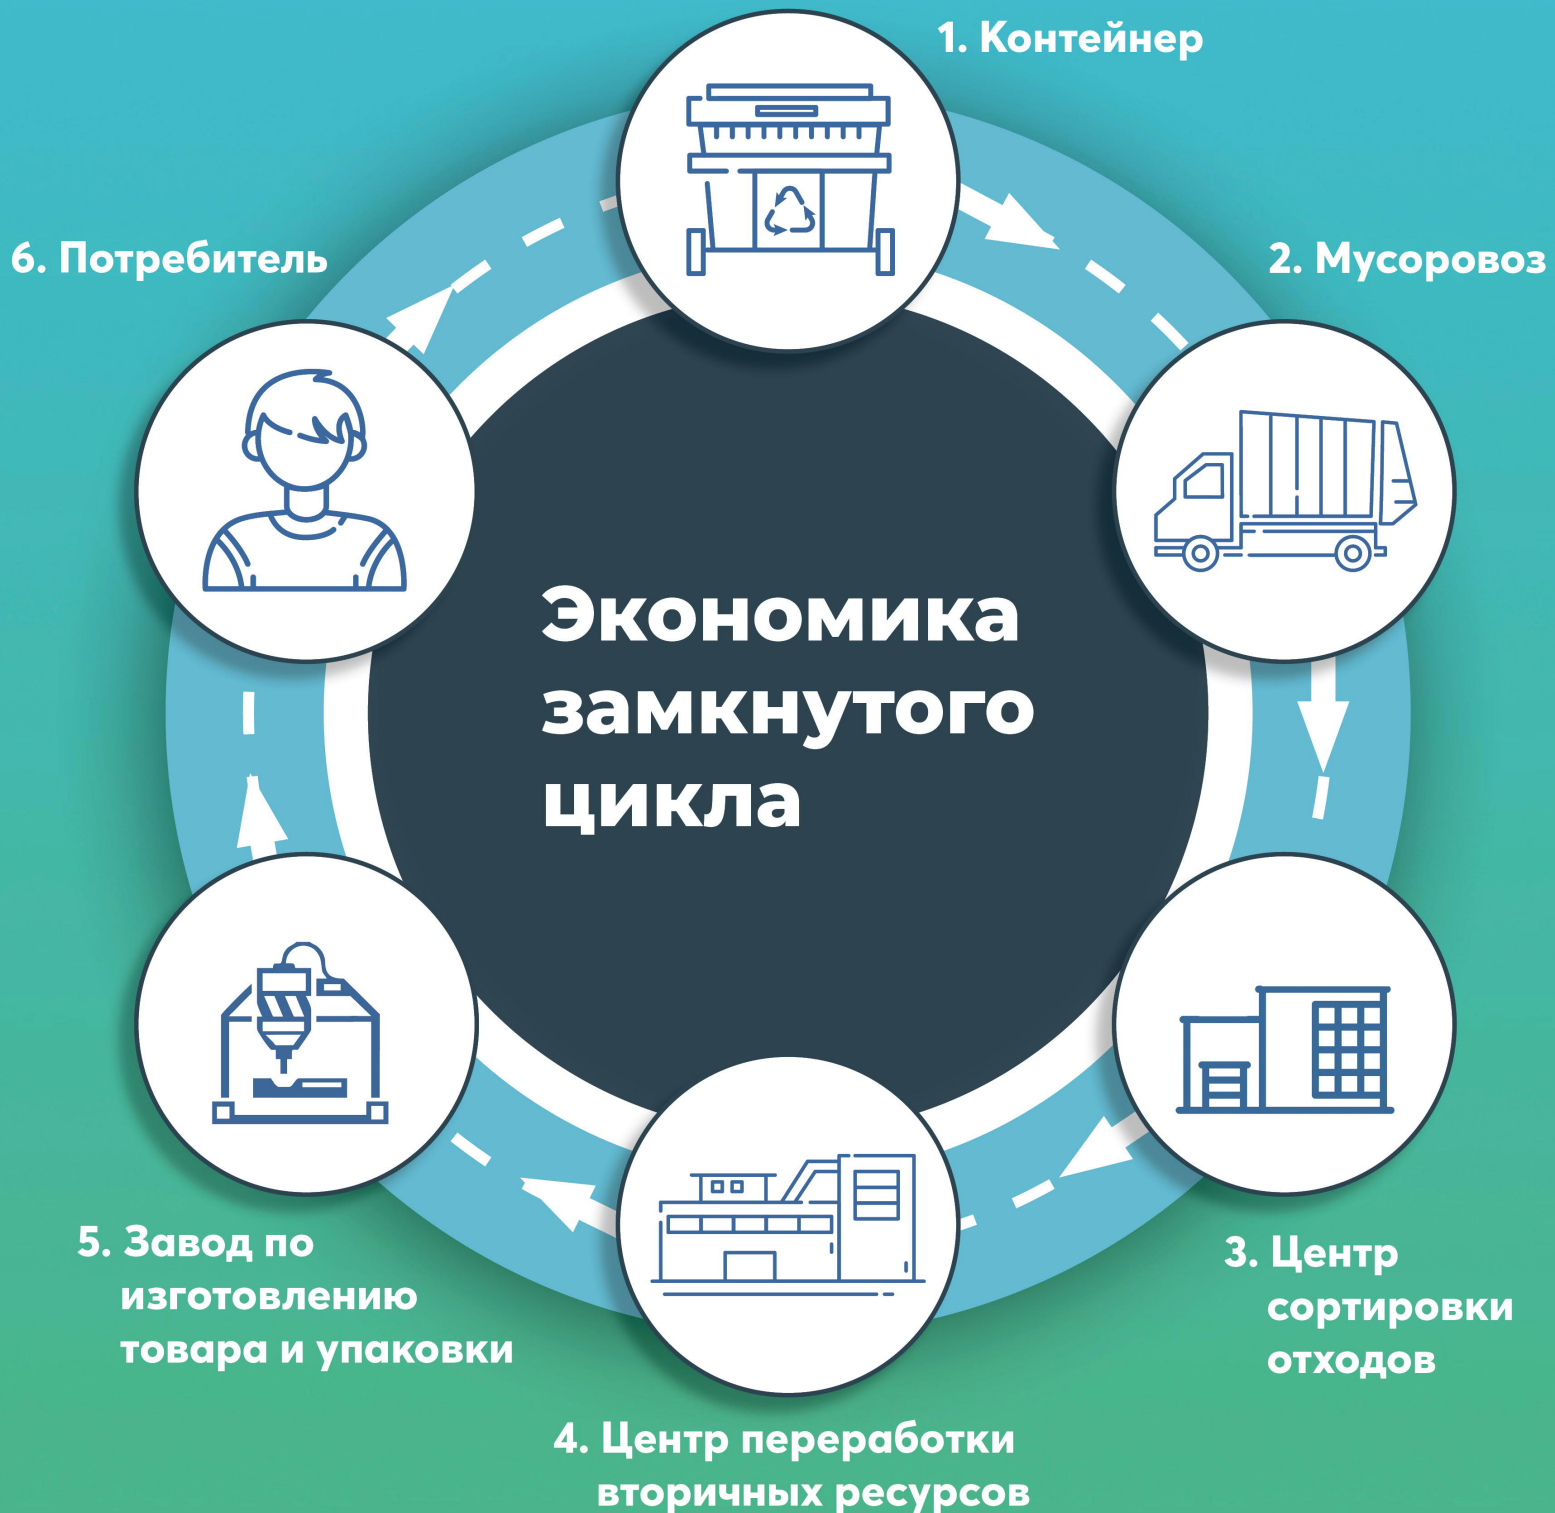 1. Контейнер
2. Мусоровоз
6. Потребитель
Экономика
замкнутого
цикла
5. Завод по
изготовлению
товара и упаковки
3. Центр
сортировки
отходов
4. Центр переработки
вторичных ресурсов